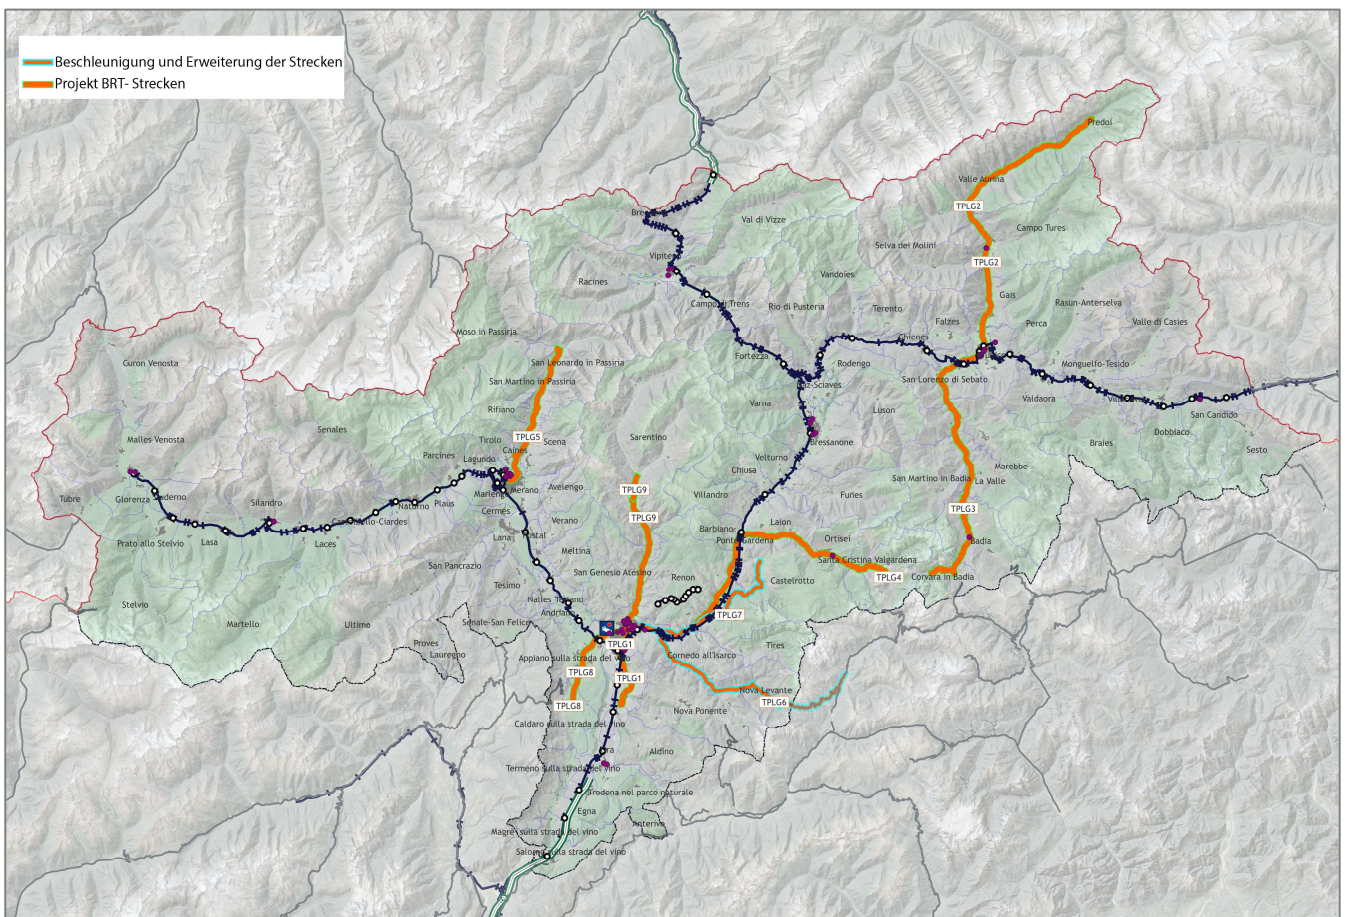 Beschleunigung und Erweiterung der Strecken
Projekt BRT- Strecken
Predoi
Valle Aurina
TPLG2
Val di Vizze
Campo Tures
Selva dei Molini
Vipiteno
TPLG2
Racines
Vandoies
Gais
Campo di Trens
Rio di Pusteria
Terento
Rasun-Anterselva
Falzes
Perca
Valle di Casies
Moso in Passiria
Chienes
Curon Venosta
San Leonardo in Passiria
Fortezza
Rodengo
Monguelfo-Tesido
San Martino in Passiria
Naz-Sciaves
San Lorenzo di Sebato
Varna
Valdaora
Rifiano
Luson
San Candido
Senales
Dobbiaco
Malles Venosta
Tirolo
TPLG5
Scena
Sarentino
Bressanone
Braies
Caines
Sesto
Parcines
Lagundo
Velturno
Marebbe
Chiusa
San Martino in Badia
La Valle
Tubre
Glorenza
Silandro
Naturno
Plaus
Marlengo
Merano
Avelengo
TPLG9
Villandro
Funes
Cermes
TPLG9
TPLG3
Verano
Laion
Barbiano
Prato allo Stelvio
Lasa
Laces
Lana
Ponte Gardena
Ortisei
Badia
Meltina
Santa Cristina Valgardena
San Pancrazio
San Genesio Atesino
Renon
Castelrotto
TPLG4
Corvara in Badia
Tesimo
Stelvio
Nalles
Andriano
TPLG7
Martello
Ultimo
Senale-San Felice
Proves
TPLG1
Tires
Lauregno
Appiano sulla strada del vino
Cornedo all'Isarco
TPLG8
TPLG1
Nova Levante
TPLG6
TPLG8
Nova Ponente
Caldaro sulla strada del vino
Aldino
Termeno sulla strada del vino
Trodena nel parco naturale
Egna
Anterivo
Magrè sulla strada del vino
Salorno sulla strada del vino